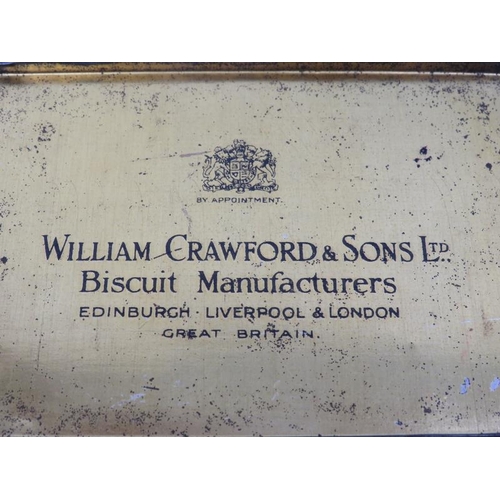 BY APPOINTMENT.
WILLIAM CRAWFORD & SONS LTD.
Biscuit Manufacturers
EDINBURGH · LIVERPOOL & LONDON
GREAT BRITAIN.